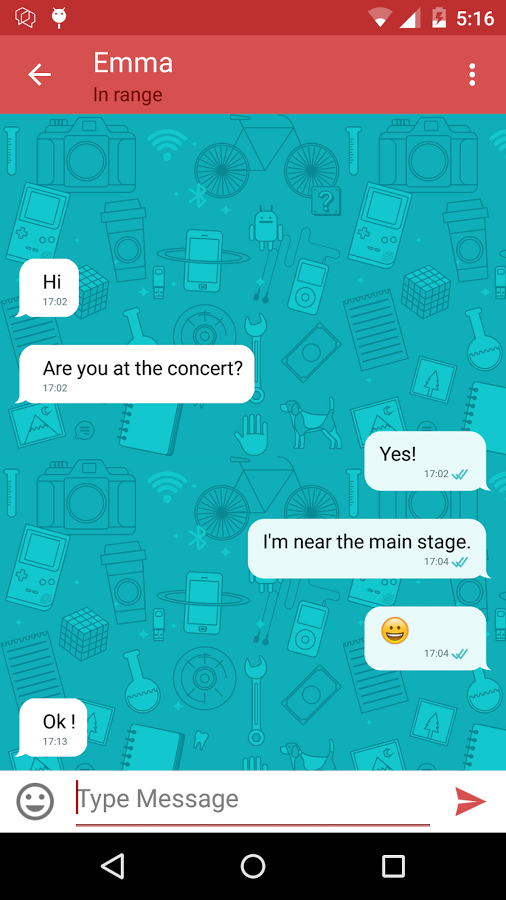 5:16
Emma
In range
Hi
17:02
Are you at the concert?
17:02
Yes!
17:02
I'm near the main stage.
17:04
😀
17:04
Ok !
17:13
Type Message